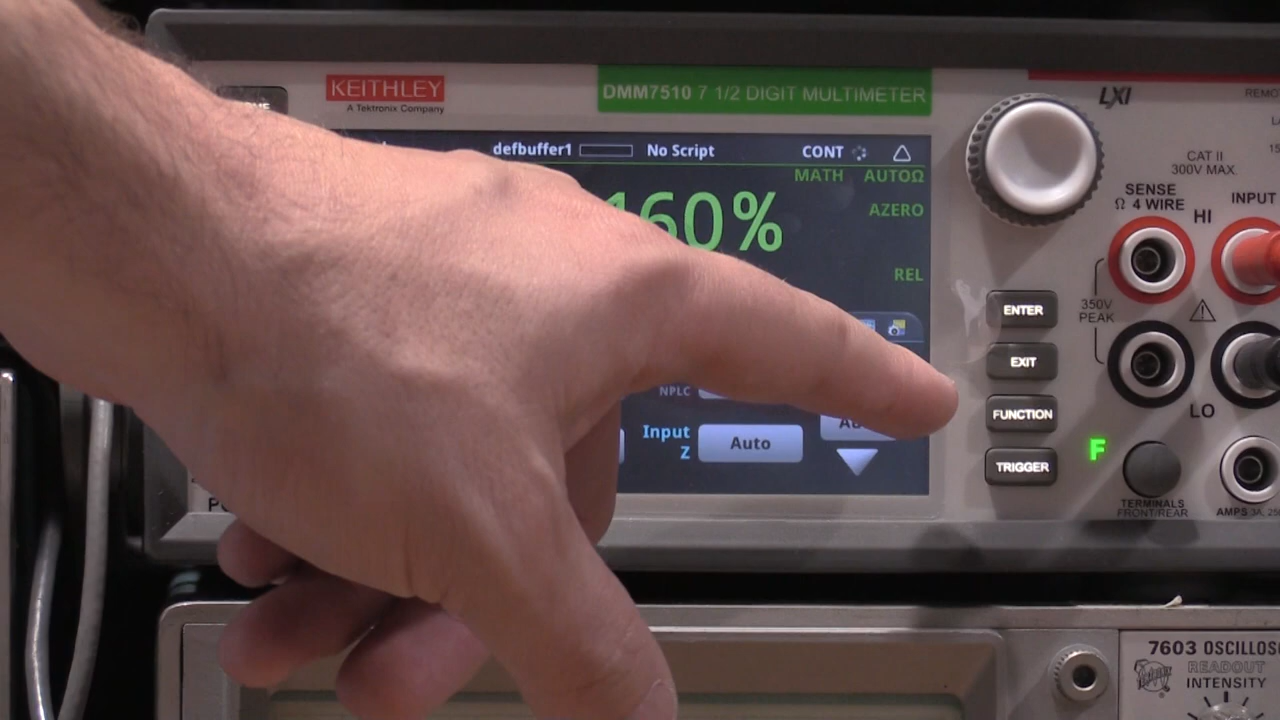 KEITHLEY
A Tektronix Company
DMM7510 7 1/2 DIGIT MULTIMETER
LXI
defbuffer1
No Script
CONT
MATH
AUTOΩ
160%
AZERO
REL
NPLC
Input
Z
Auto
ENTER
EXIT
FUNCTION
TRIGGER
CAT II
300V MAX.
SENSE
Ω 4 WIRE
INPUT
HI
350V
PEAK
LO
F
TERMINALS
FRONT/REAR
AMPS
7603 OSCILLOSC
READOUT
INTENSITY